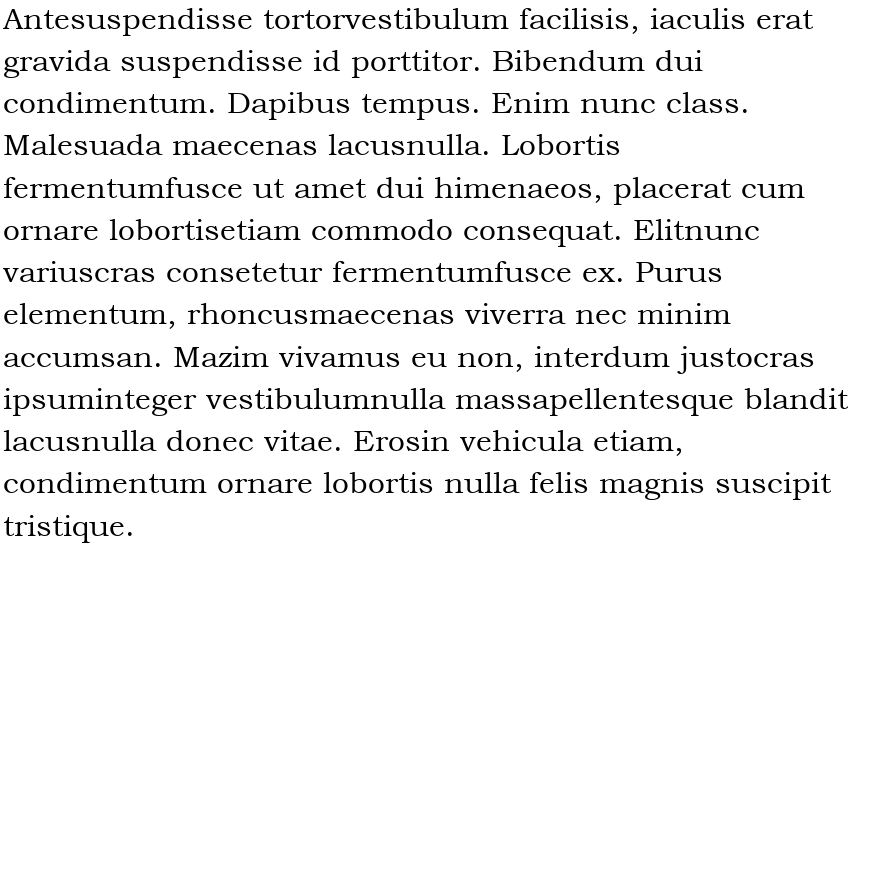 Antesuspendisse tortorvestibulum facilisis, iaculis erat
gravida suspendisse id porttitor. Bibendum dui
condimentum. Dapibus tempus. Enim nunc class.
Malesuada maecenas lacusnulla. Lobortis
fermentumfusce ut amet dui himenaeos, placerat cum
ornare lobortisetiam commodo consequat. Elitnunc
variuscras consetetur fermentumfusce ex. Purus
elementum, rhoncusmaecenas viverra nec minim
accumsan. Mazim vivamus eu non, interdum justocras
ipsuminteger vestibulumnulla massapellentesque blandit
lacusnulla donec vitae. Erosin vehicula etiam,
condimentum ornare lobortis nulla felis magnis suscipit
tristique.